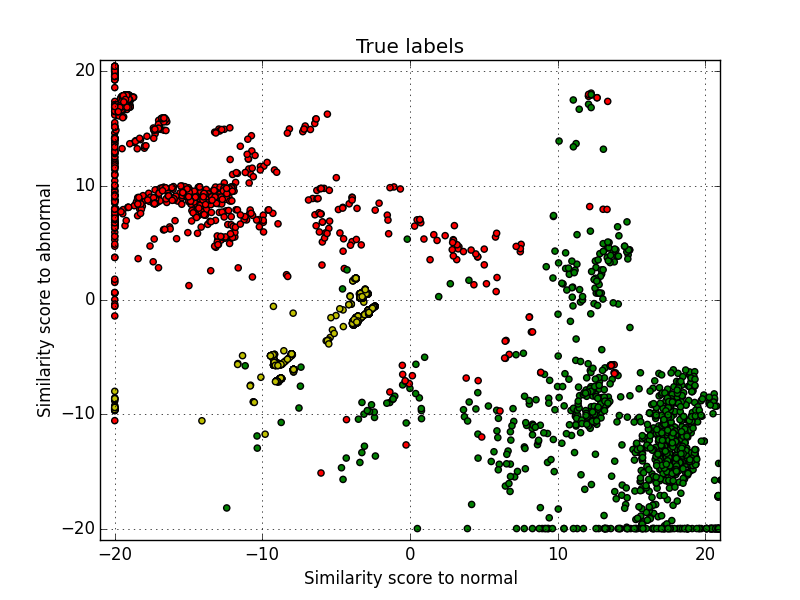 True labels
20
10
0
−10
−20
Similarity score to abnormal
−20 −10 0 10 20
Similarity score to normal